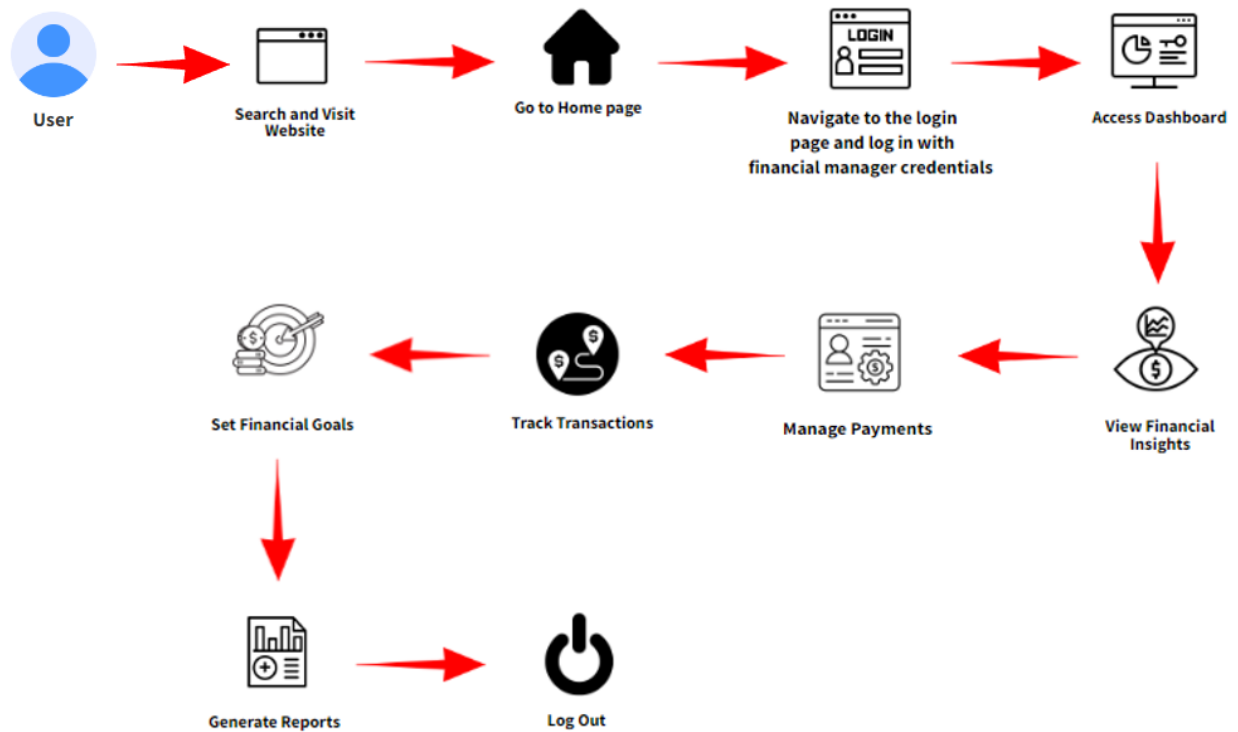 User
Search and Visit
Website
Go to Home page
LOGIN
Navigate to the login
page and log in with
financial manager credentials
Access Dashboard
View Financial
Insights
$
Manage Payments
$
Track Transactions
$
$
Set Financial Goals
$
Generate Reports
Log Out